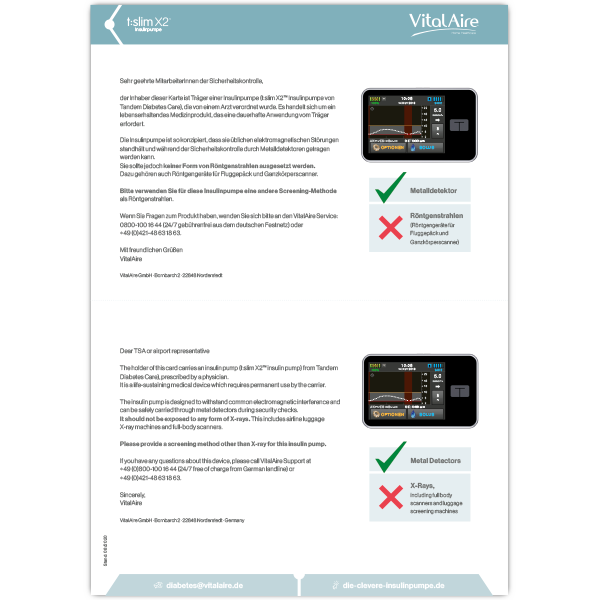 t:slim X2™
Insulinpumpe
VitalAire
Sehr geehrte MitarbeiterInnen der Sicherheitskontrolle,
der Inhaber dieser Karte ist Träger einer Insulinpumpe (t:slim X2™ Insulinpumpe von
Tandem Diabetes Care), die von einem Arzt verordnet wurde. Es handelt sich um ein
lebenserhaltendes Medizinprodukt, das eine dauerhafte Anwendung vom Träger
erfordert.
Die Insulinpumpe ist so konzipiert, dass sie üblichen elektromagnetischen Störungen
standhält und während der Sicherheitskontrolle durch Metalldetektoren getragen
werden kann.
Sie sollte jedoch keiner Form von Röntgenstrahlen ausgesetzt werden.
Dazu gehören auch Röntgengeräte für Fluggepäck und Ganzkörperscanner.
Bitte verwenden Sie für diese Insulinpumpe eine andere Screening-Methode
als Röntgenstrahlen.
Wenn Sie Fragen zum Produkt haben, wenden Sie sich bitte an den VitalAire Service:
0800-100 16 44 (24/7 gebührenfrei aus dem deutschen Festnetz) oder
+49 (0)421-48 63 18 63.
Mit freundlichen Grüßen
VitalAire
VitalAire GmbH · Bornbarch 2 · 22848 Norderstedt
OPTIONEN
BOLUS
Metalldetektor
Röntgenstrahlen
(Röntgengeräte für
Fluggepäck und
Ganzkörperscanner)
Dear TSA or airport representative
The holder of this card carries an insulin pump (t:slim X2™ insulin pump) from Tandem
Diabetes Care), prescribed by a physician.
It is a life-sustaining medical device which requires permanent use by the carrier.
The insulin pump is designed to withstand common electromagnetic interference and
can be safely carried through metal detectors during security checks.
It should not be exposed to any form of X-rays. This includes airline luggage
X-ray machines and full-body scanners.
Please provide a screening method other than X-ray for this insulin pump.
If you have any questions about this device, please call VitalAire Support at
+49 (0)800-100 16 44 (24/7 free of charge from German landline) or
+49 (0)421-48 63 18 63.
Sincerely,
VitalAire
VitalAire GmbH · Bornbarch 2 · 22848 Norderstedt · Germany
OPTIONEN
BOLUS
Metal Detectors
X-Rays,
including full body
scanners and luggage
screening machines
diabetes@vitalaire.de
die-clevere-insulinpumpe.de